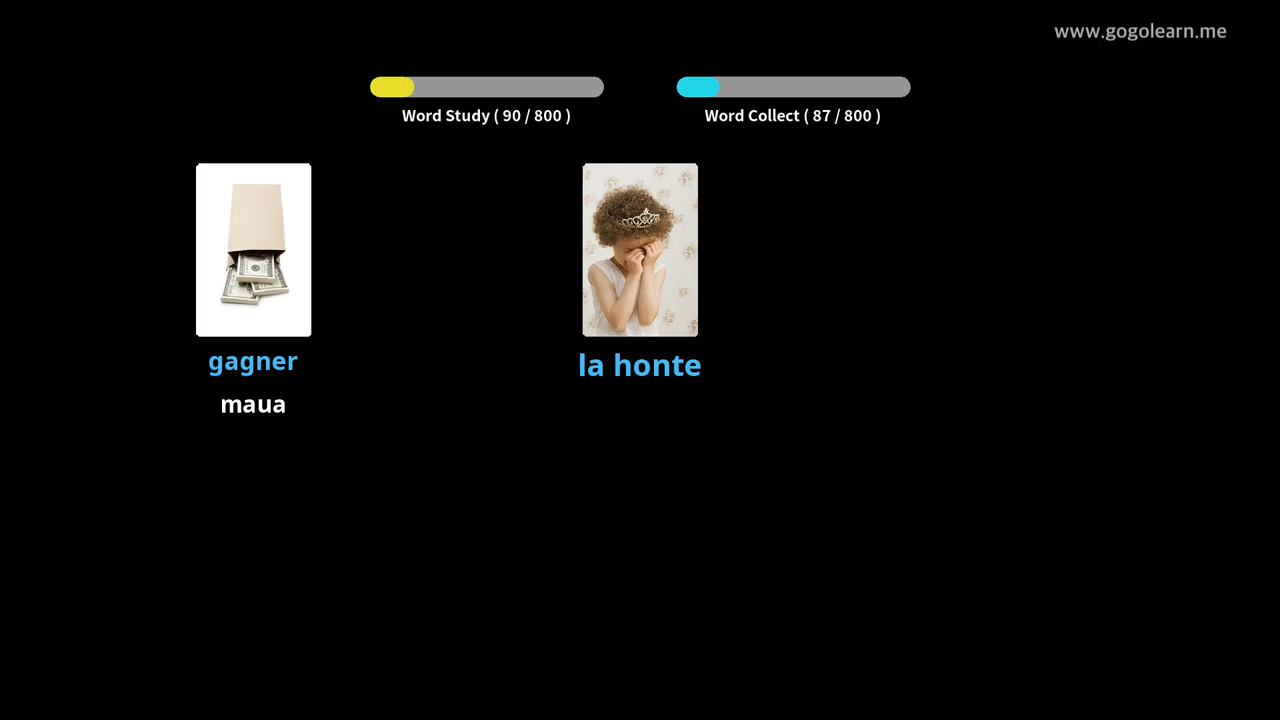 www.gogolearn.me
Word Study ( 90 / 800 )
Word Collect ( 87 / 800 )
gagner
la honte
maua